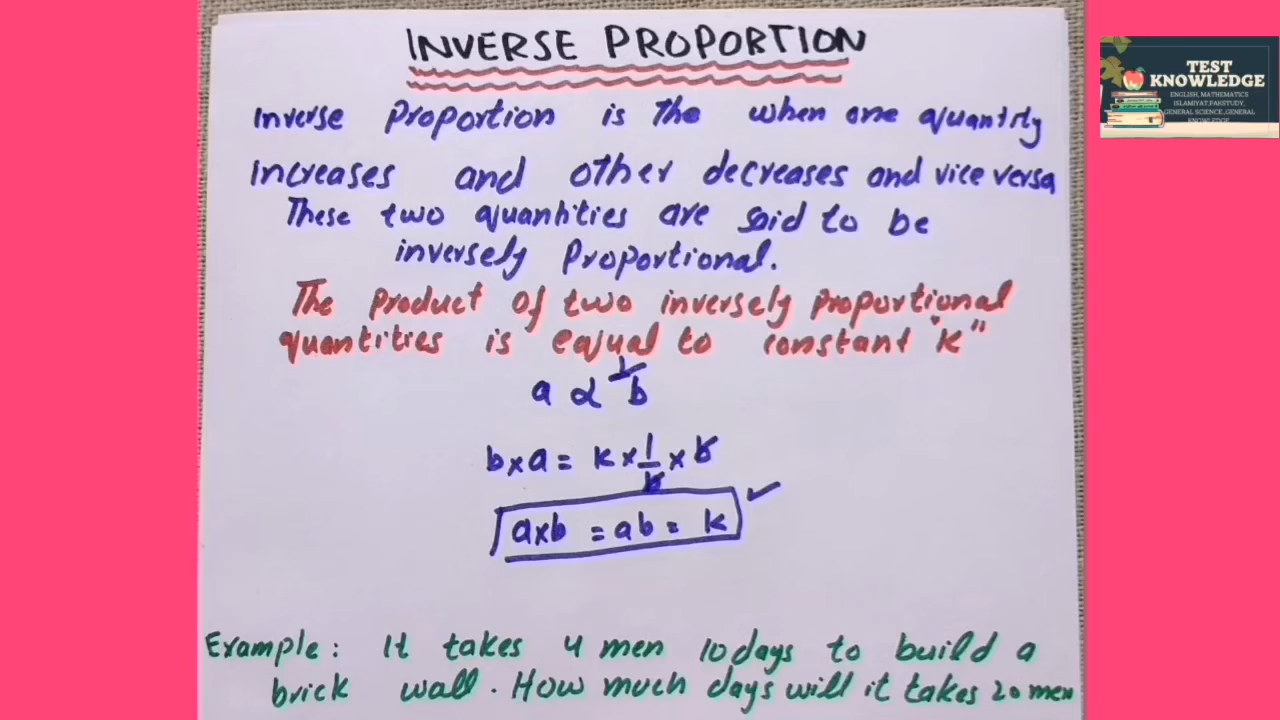 INVERSE PROPORTION
Inverse Proportion is the when one quantity
Increases and other decreases and vice versa
These two quantities are said to be
inversely Proportional.
The product of two inversely proportional
quantities is equal to constant "K"
a ∝ 1/b
b×a = k × 1/b × b
a×b = ab = k
Example: It takes 4 men 10 days to build a
brick wall. How much days will it takes 20 men
TEST
KNOWLEDGE
ENGLISH, MATHEMATICS
ISLAMIYAT,PAKSTUDY,
GENERAL SCIENCE ,GENERAL
KNOWLEDGE